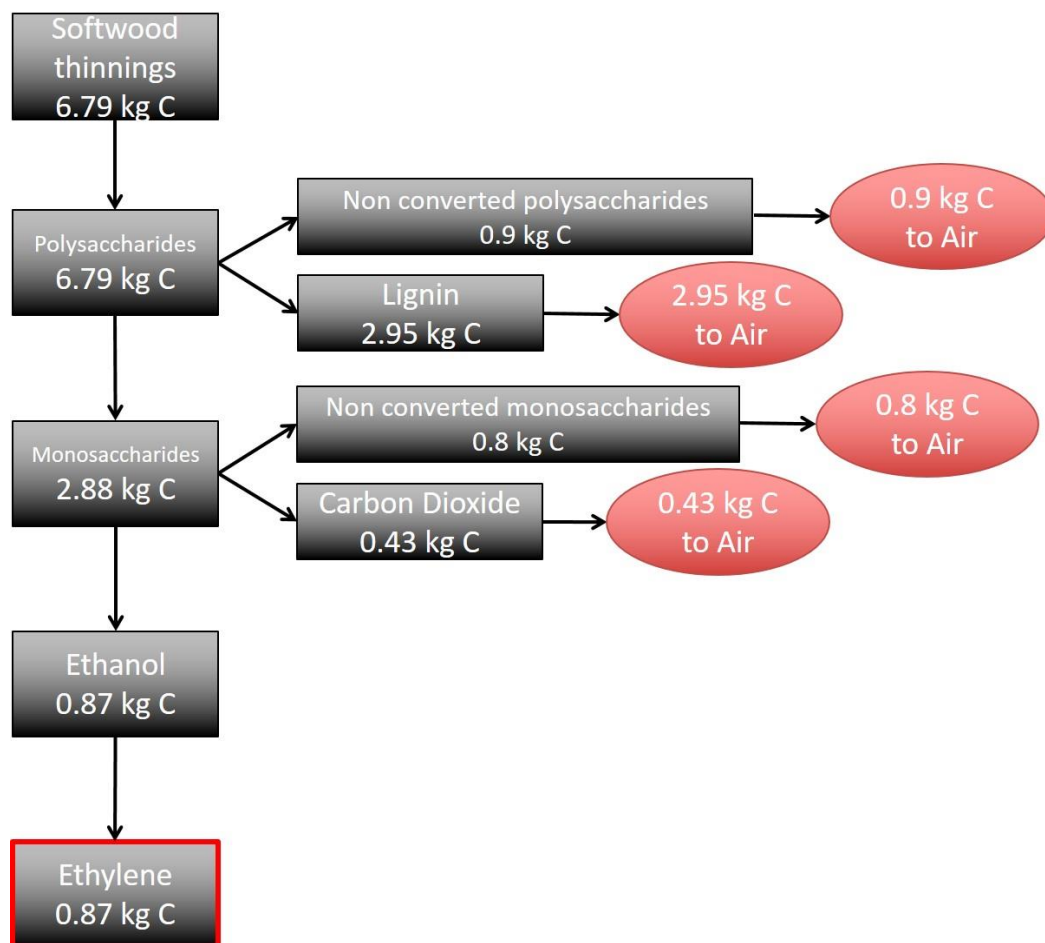 Softwood
thinnings
6.79 kg C
Non converted polysaccharides
0.9 kg C
0.9 kg C
to Air
Polysaccharides
6.79 kg C
Lignin
2.95 kg C
2.95 kg C
to Air
Non converted monosaccharides
0.8 kg C
0.8 kg C
to Air
Monosaccharides
2.88 kg C
Carbon Dioxide
0.43 kg C
0.43 kg C
to Air
Ethanol
0.87 kg C
Ethylene
0.87 kg C